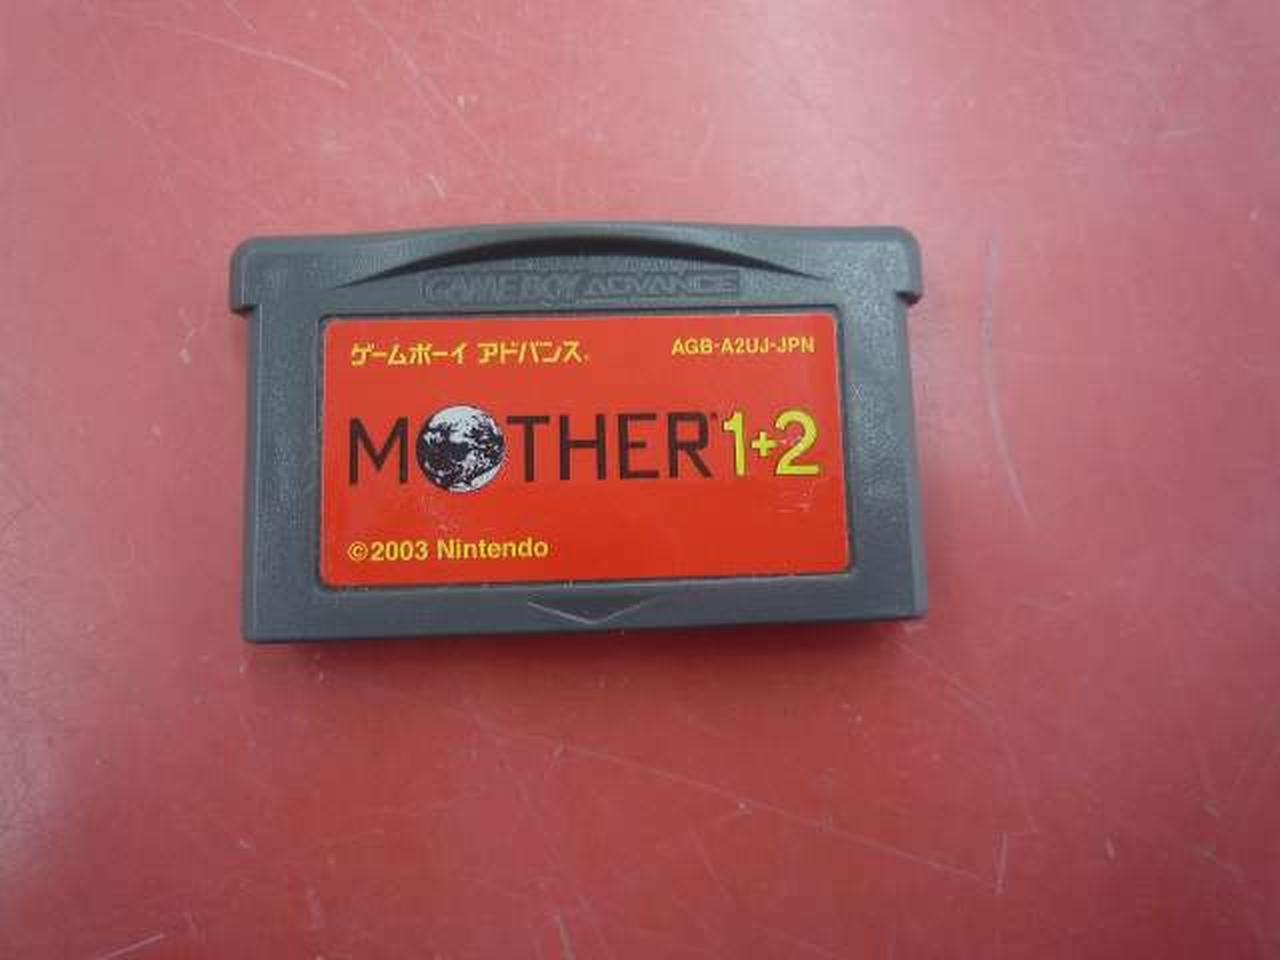 GAME BOY ADVANCE
ゲームボーイ アドバンス
AGB-A2UJ-JPN
MOTHER 1+2
©2003 Nintendo